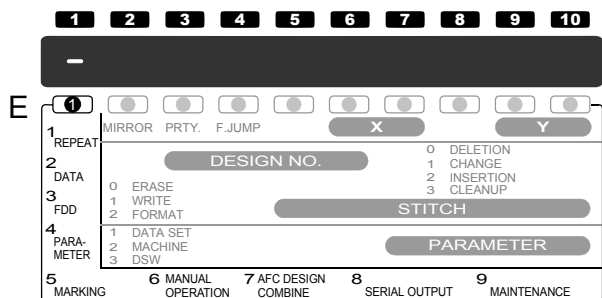 1 2 3 4 5 6 7 8 9 10
-
E 1
1 REPEAT MIRROR PRTY. F.JUMP X Y
2 DATA DESIGN NO.
0 DELETION
1 CHANGE
2 INSERTION
3 CLEANUP
3 FDD
0 ERASE
1 WRITE
2 FORMAT
STITCH
4 PARA-
METER
1 DATA SET
2 MACHINE
3 DSW
PARAMETER
5 MARKING
6 MANUAL
OPERATION
7 AFC DESIGN
COMBINE
8 SERIAL OUTPUT
9 MAINTENANCE